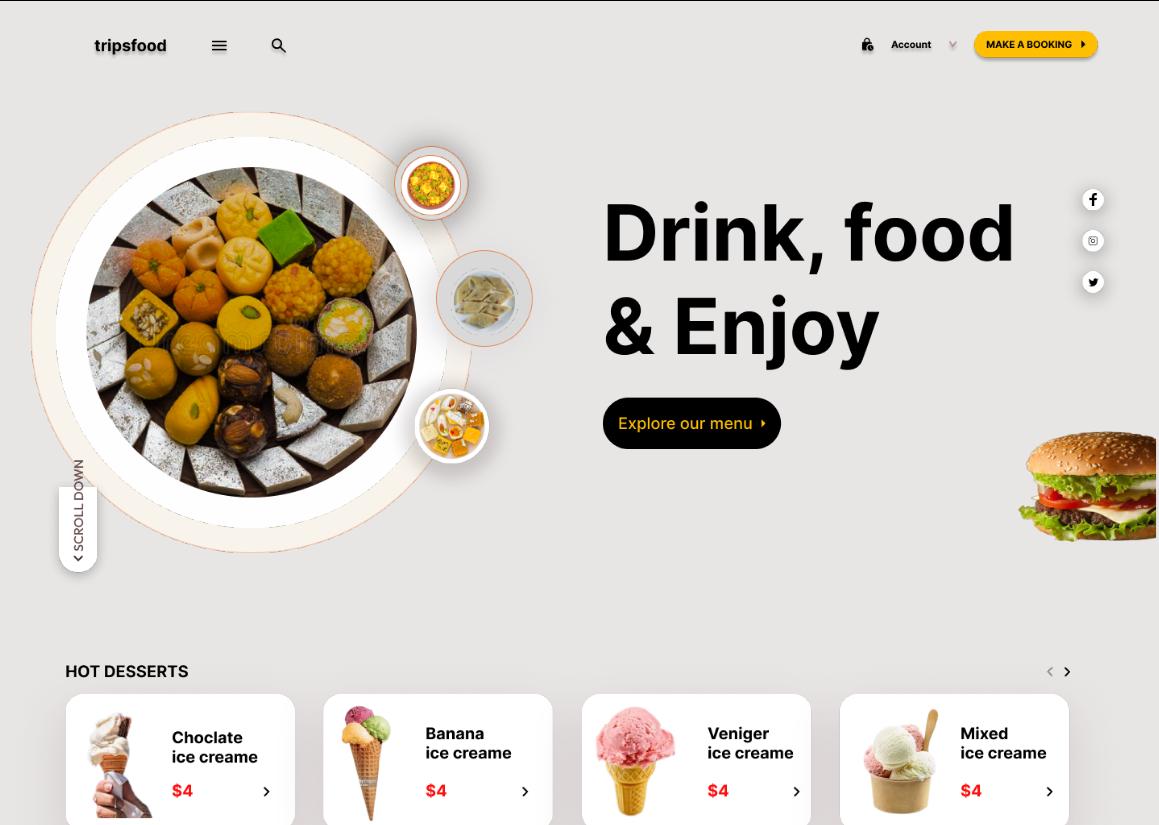 tripsfood
Account
MAKE A BOOKING
Drink, food
& Enjoy
Explore our menu
SCROLL DOWN
HOT DESSERTS
Choclate
ice creame
$4
Banana
ice creame
$4
Veniger
ice creame
$4
Mixed
ice creame
$4